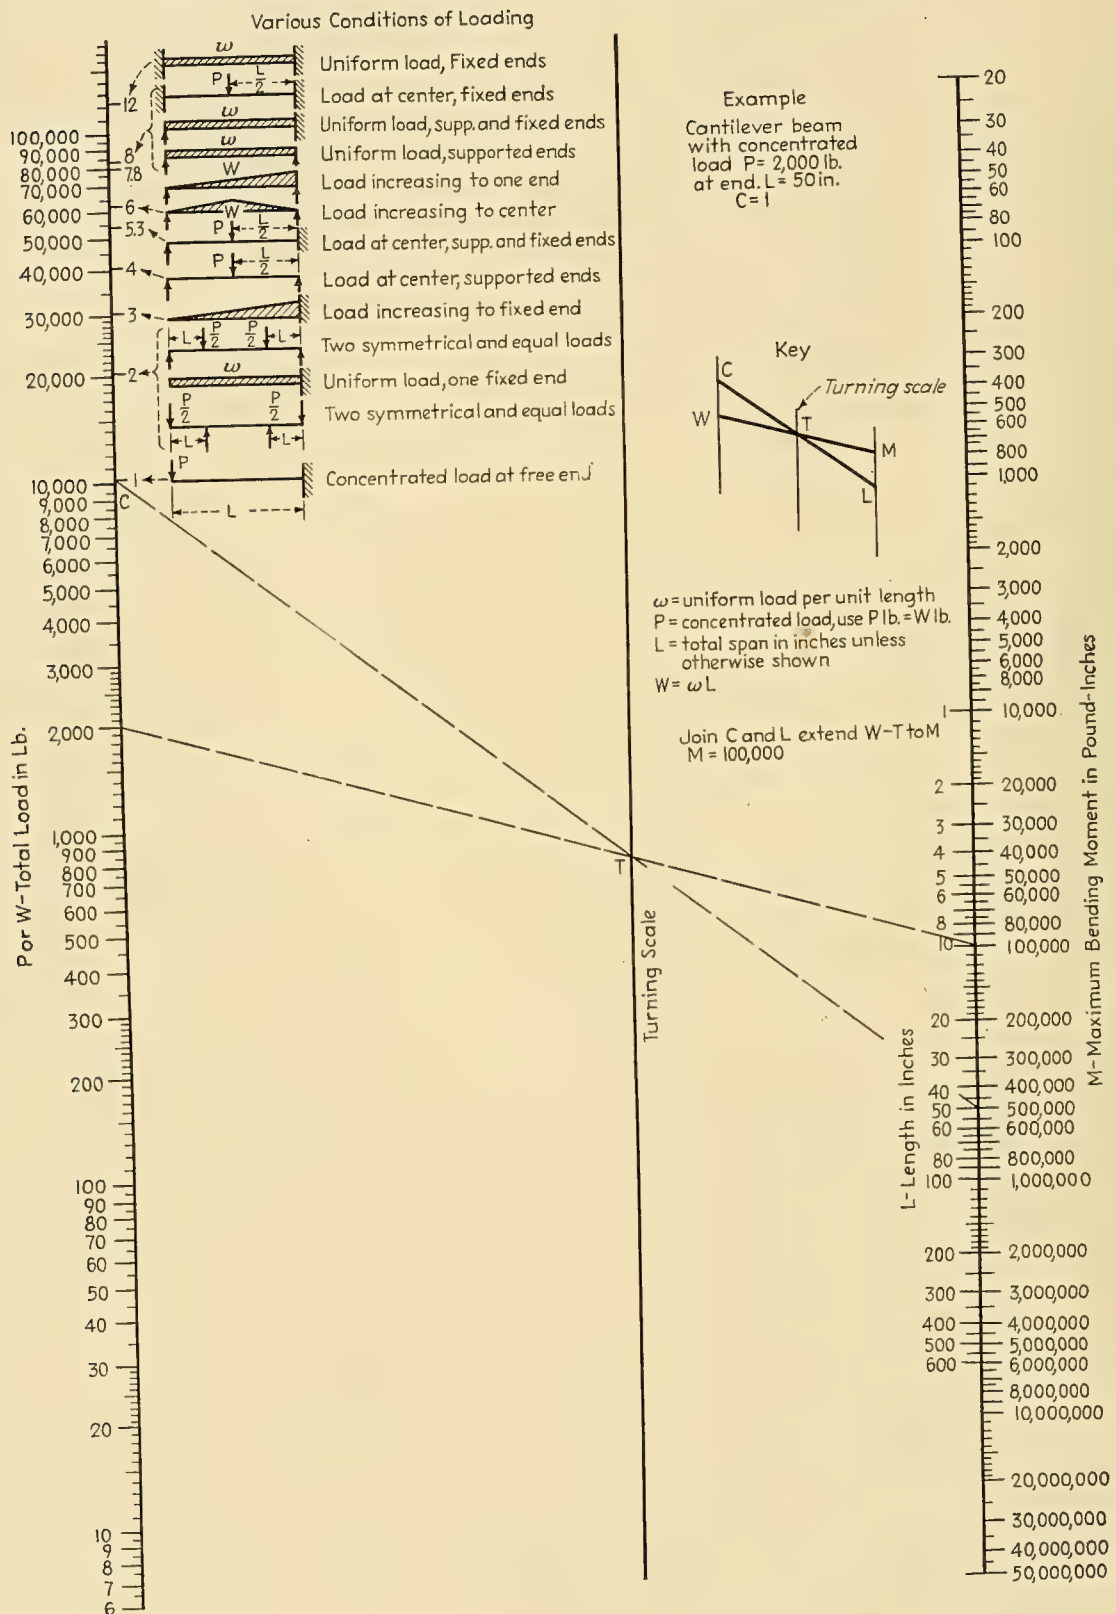 Various Conditions of Loading
ω
Uniform load, Fixed ends
P L/2
12
Load at center, fixed ends
ω
Uniform load, supp. and fixed ends
ω
8
Uniform load, supported ends
W
7.8
Load increasing to one end
6
W
Load increasing to center
P L/2
5.3
Load at center, supp. and fixed ends
P L/2
4
Load at center, supported ends
3
Load increasing to fixed end
L P/2 P/2 L
Two symmetrical and equal loads
2
ω
Uniform load, one fixed end
P/2 P/2
Two symmetrical and equal loads
L L
P
1
Concentrated load at free end
L
C
100,000
90,000
80,000
70,000
60,000
50,000
40,000
30,000
20,000
10,000
9,000
8,000
7,000
6,000
5,000
4,000
3,000
2,000
1,000
900
800
700
600
500
400
300
200
100
90
80
70
60
50
40
30
20
10
9
8
7
6
P or W-Total Load in Lb.
T
Turning Scale
Example
Cantilever beam
with concentrated
load P= 2,000 lb.
at end. L= 50 in.
C=1
Key
C
Turning scale
W
T
M
L
ω=uniform load per unit length
P= concentrated load, use P lb.=W lb.
L= total span in inches unless
otherwise shown
W= ωL
Join C and L extend W-T to M
M = 100,000
1
2
3
4
5
6
8
10
20
30
40
50
60
80
100
200
300
400
500
600
L-Length in Inches
20
30
40
50
60
80
100
200
300
400
500
600
800
1,000
2,000
3,000
4,000
5,000
6,000
8,000
10,000
20,000
30,000
40,000
50,000
60,000
80,000
100,000
200,000
300,000
400,000
500,000
600,000
800,000
1,000,000
2,000,000
3,000,000
4,000,000
5,000,000
6,000,000
8,000,000
10,000,000
20,000,000
30,000,000
40,000,000
50,000,000
M-Maximum Bending Moment in Pound-Inches